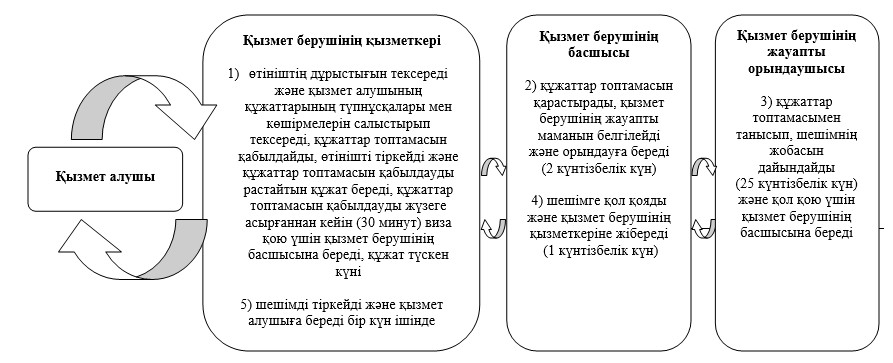 Қызмет алушы
Қызмет берушінің қызметкері
1) өтініштің дұрыстығын тексереді
және қызмет алушының
құжаттарының түпнұсқалары мен
көшірмелерін салыстырып
тексереді, құжаттар топтамасын
қабылдайды, өтінішті тіркейді және
құжаттар топтамасын қабылдауды
растайтын құжат береді, құжаттар
топтамасын қабылдауды жүзеге
асырғаннан кейін (30 минут) виза
қою үшін қызмет берушінің
басшысына береді, құжат түскен
күні
5) шешімді тіркейді және қызмет
алушыға береді бір күн ішінде
Қызмет берушінің
басшысы
2) құжаттар топтамасын
қарастырады, қызмет
берушінің жауапты
маманын белгілейді
және орындауға береді
(2 күнтізбелік күн)
4) шешімге қол қояды
және қызмет берушінің
қызметкеріне жібереді
(1 күнтізбелік күн)
Қызмет берушінің
жауапты
орындаушысы
3) құжаттар
топтамасымен
танысып, шешімнің
жобасын
дайындайды
(25 күнтізбелік күн)
және қол қою үшін
қызмет берушінің
басшысына береді